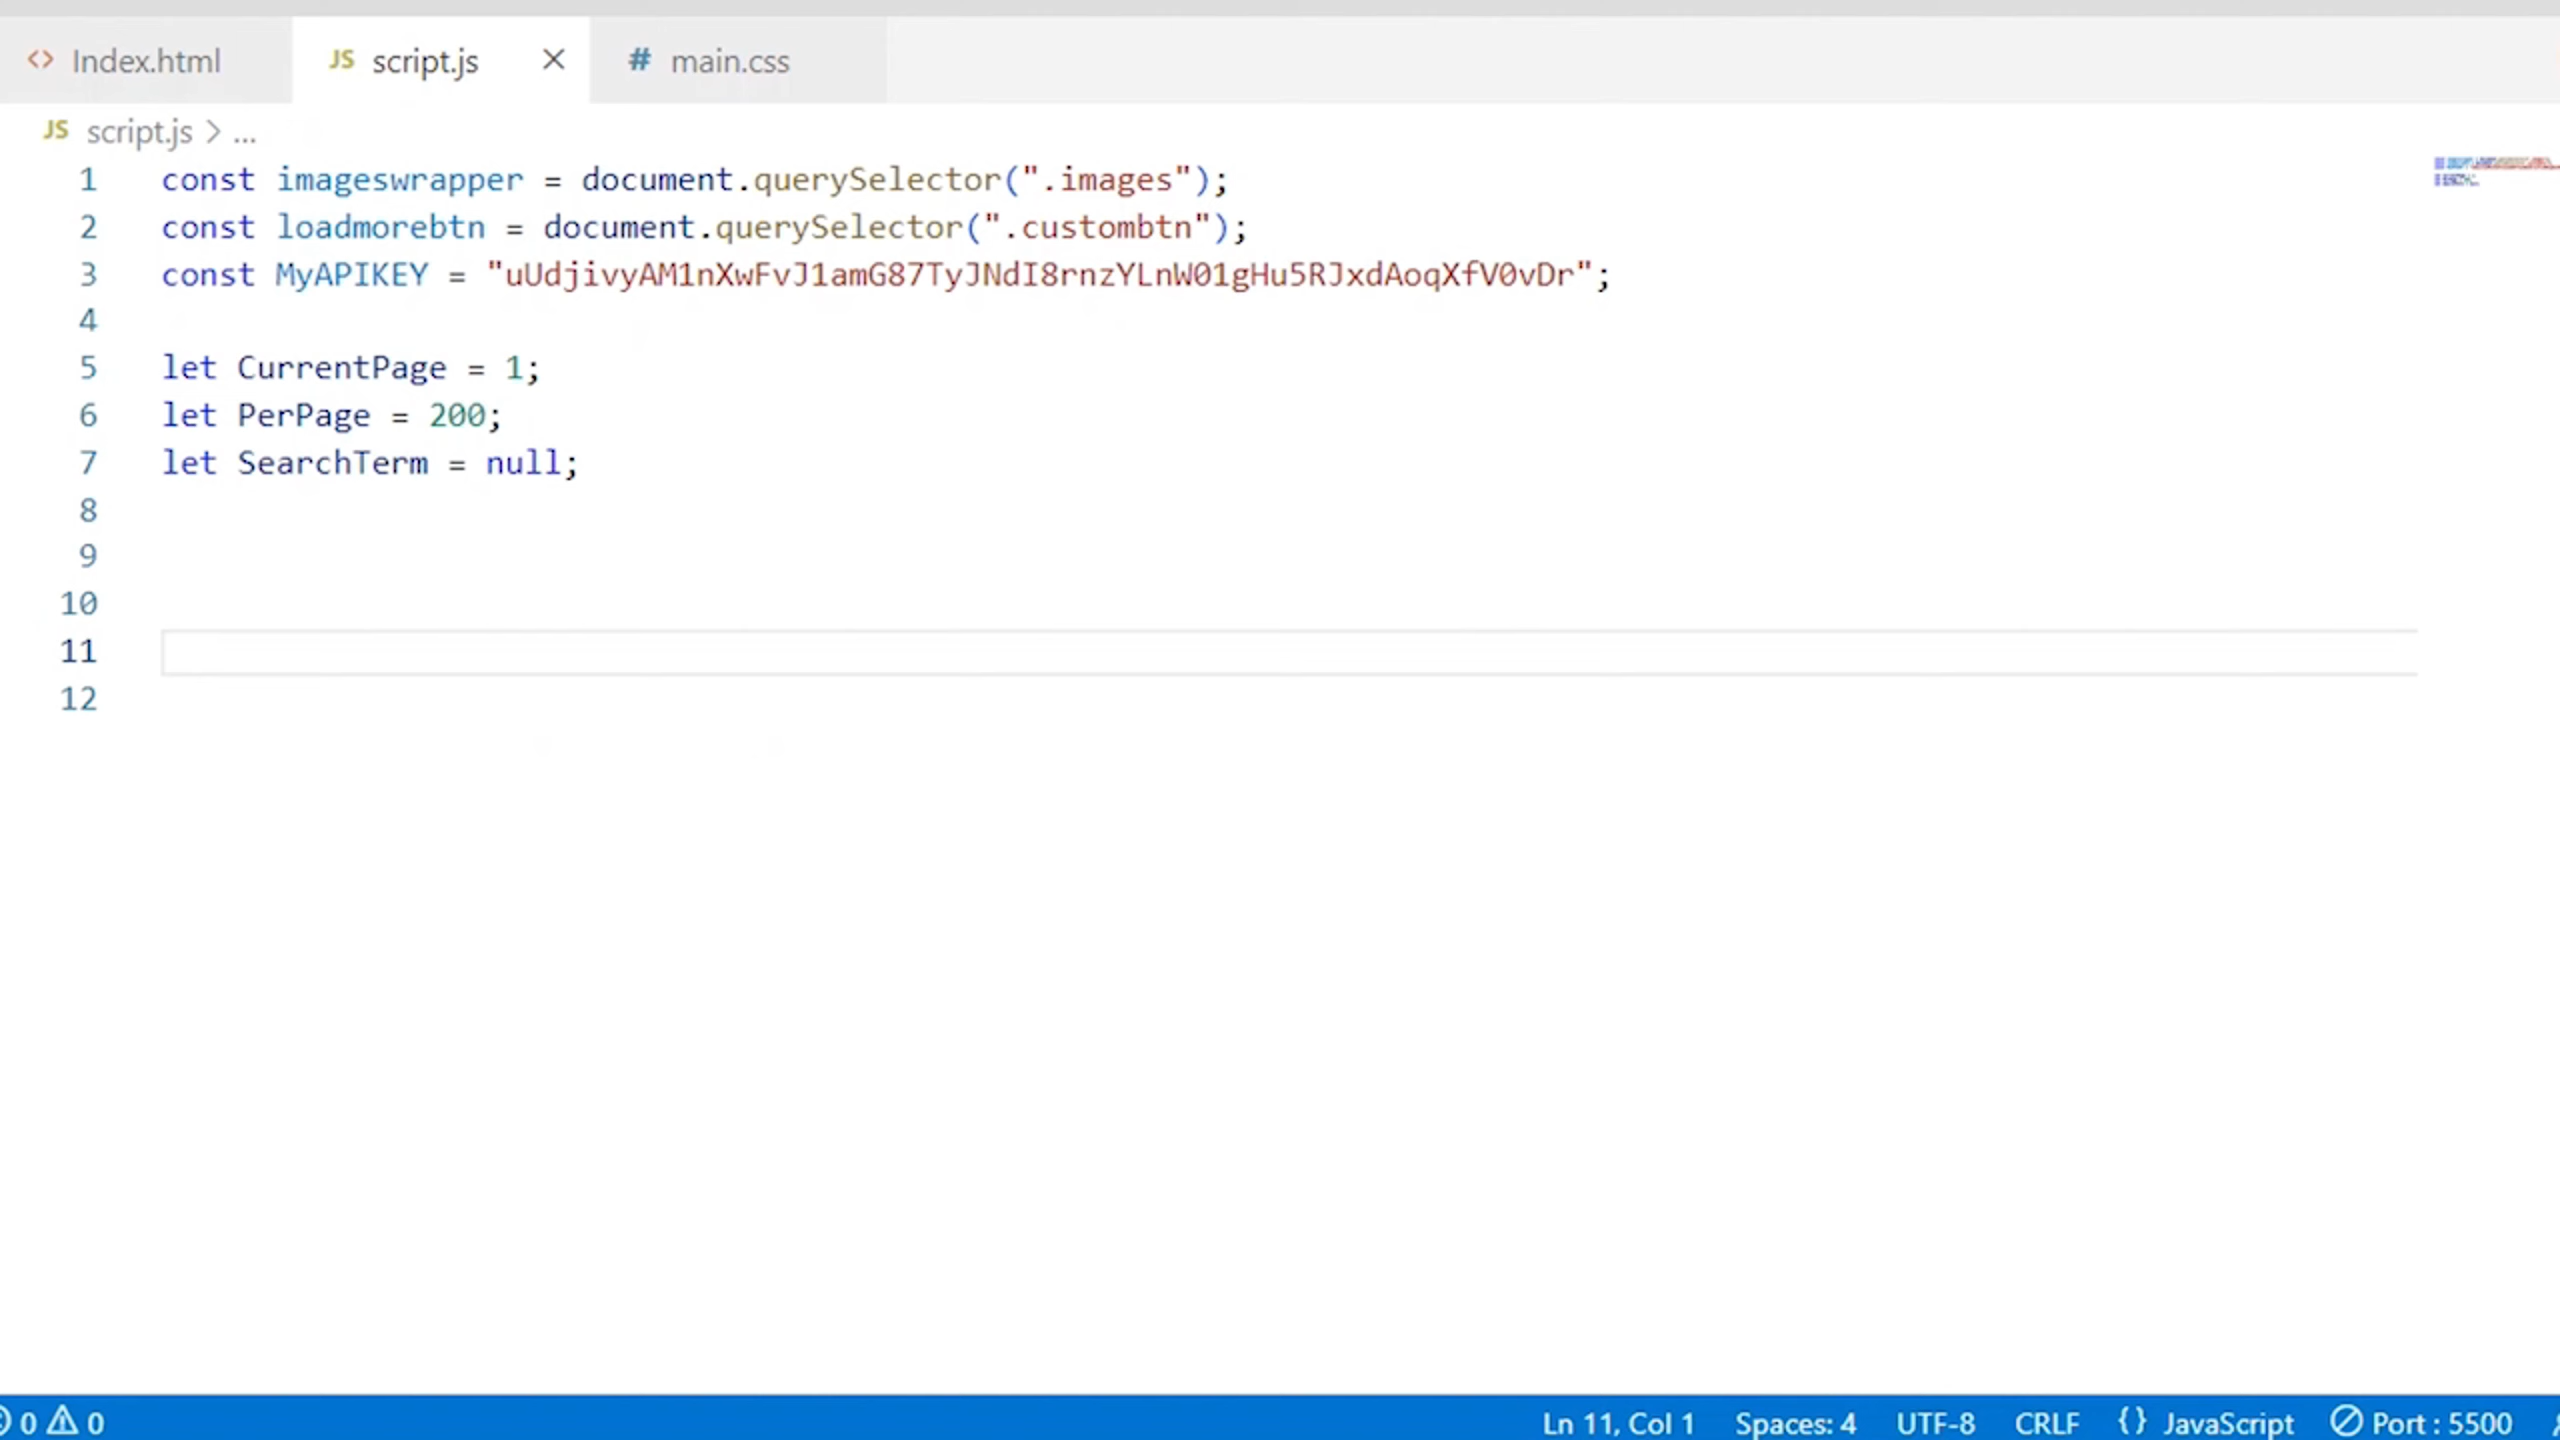 Index.html
JS script.js
# main.css
JS script.js > ...
1 const imageswrapper = document.querySelector(".images");
2 const loadmorebtn = document.querySelector(".custombtn");
3 const MyAPIKEY = "uUdjivyAM1nXwFvJ1amG87TyJNdI8rnzYLnW01gHu5RJxdAoqXfV0vDr";
4
5 let CurrentPage = 1;
6 let PerPage = 200;
7 let SearchTerm = null;
8
9
10
11
12
0 0 Ln 11, Col 1 Spaces: 4 UTF-8 CRLF {} JavaScript Port : 5500